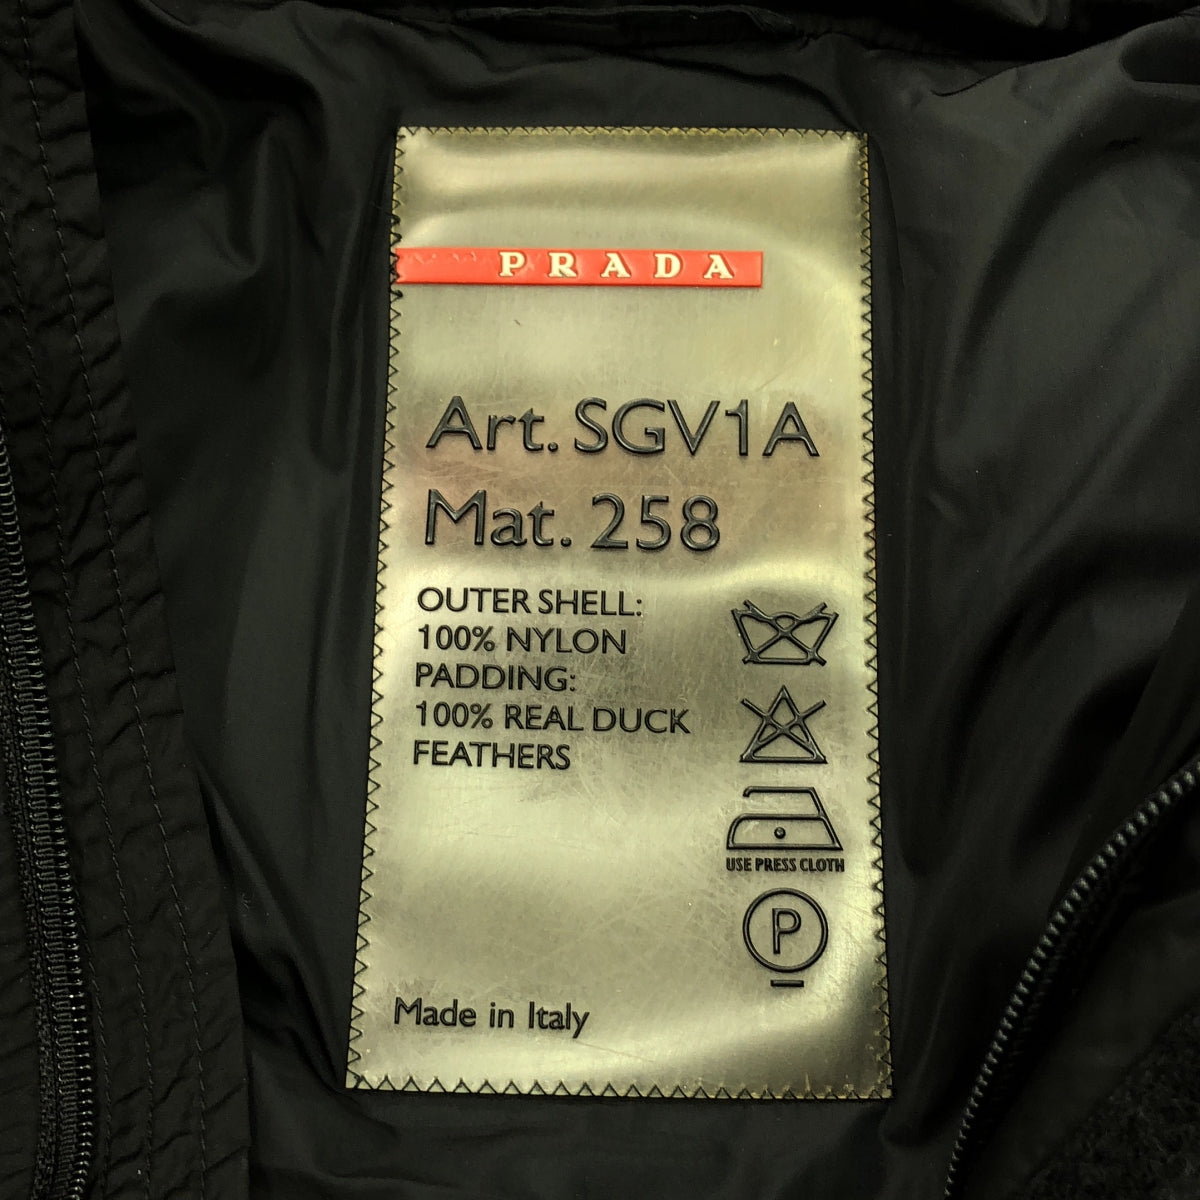 PRADA
Art. SGV1A
Mat. 258
OUTER SHELL:
100% NYLON
PADDING:
100% REAL DUCK
FEATHERS
USE PRESS CLOTH
P
Made in Italy